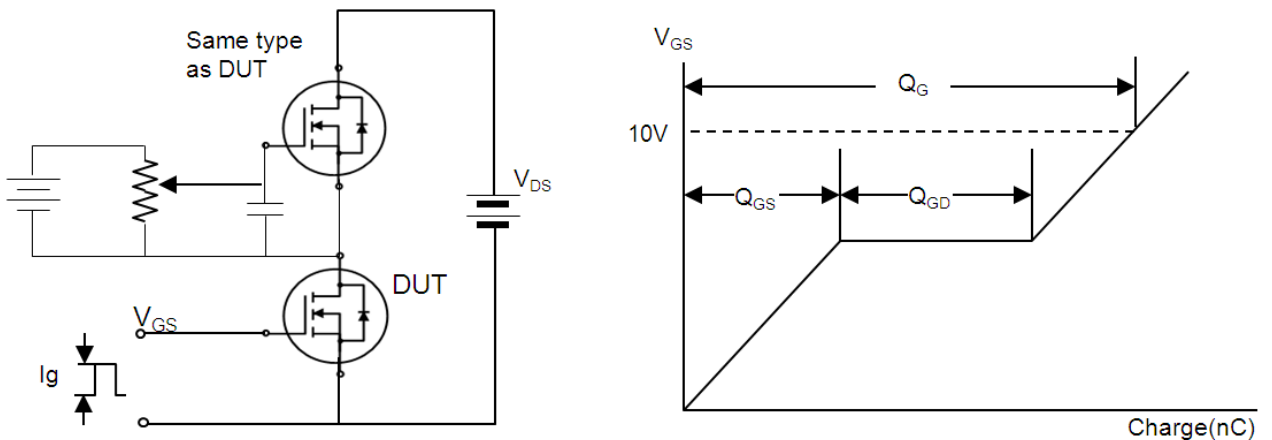 Same type
as DUT
V_DS
DUT
V_GS
Ig
V_GS
Q_G
10V
Q_GS
Q_GD
Charge(nC)